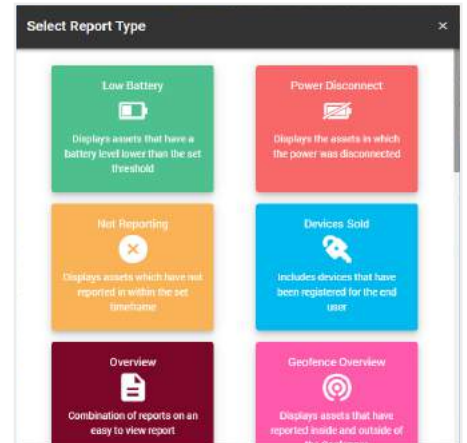 Select Report Type
×
Low Battery
Displays assets that have a
battery level lower than the set
threshold
Power Disconnect
Displays the assets in which
the power was disconnected
Not Reporting
Displays assets which have not
reported in within the set
timeframe
Devices Sold
Includes devices that have
been registered for the end
user
Overview
Combination of reports on an
easy to view report
Geofence Overview
Displays assets that have
reported inside and outside of